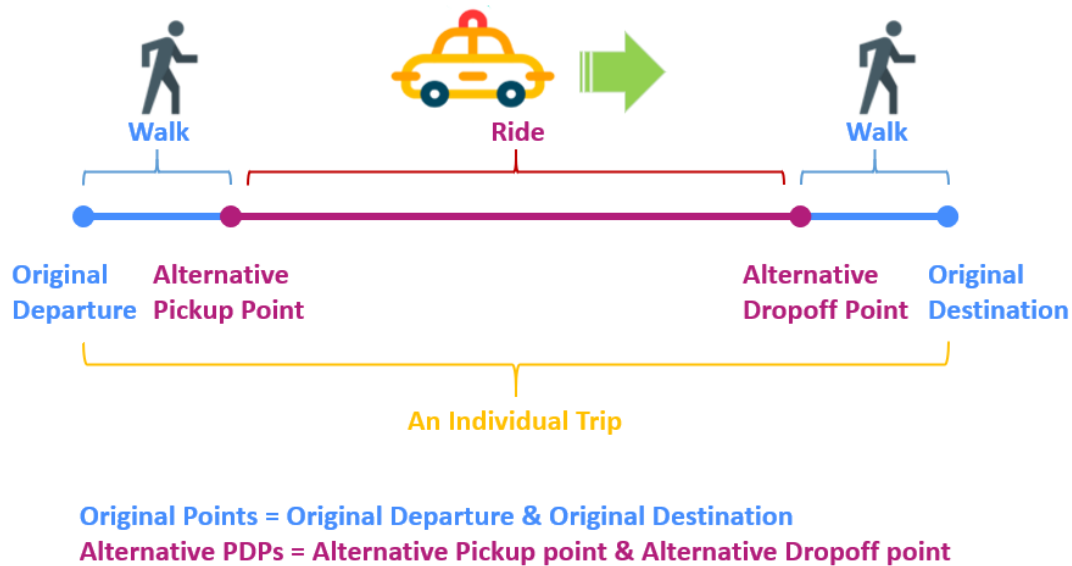 Walk
Ride
Walk
Original
Departure
Alternative
Pickup Point
Alternative
Dropoff Point
Original
Destination
An Individual Trip
Original Points = Original Departure & Original Destination
Alternative PDPs = Alternative Pickup point & Alternative Dropoff point